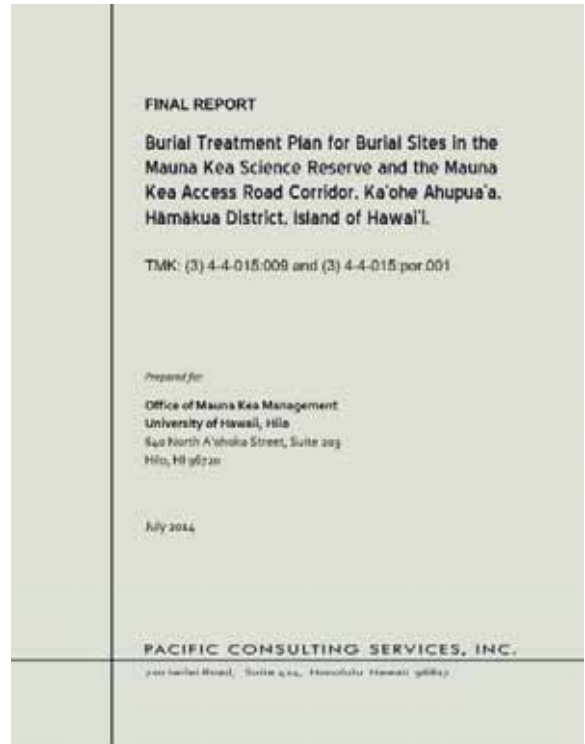 FINAL REPORT
Burial Treatment Plan for Burial Sites in the
Mauna Kea Science Reserve and the Mauna
Kea Access Road Corridor, Ka'ohe Ahupua'a,
Hāmākua District, Island of Hawai'i.
TMK: (3) 4-4-015:009 and (3) 4-4-015:por.001
Prepared for
Office of Mauna Kea Management
University of Hawaii, Hilo
640 North A'ohoku Street, Suite 203
Hilo, HI 96720
July 2014
PACIFIC CONSULTING SERVICES, INC.
Road, Suite Honolulu Hawaii 96817